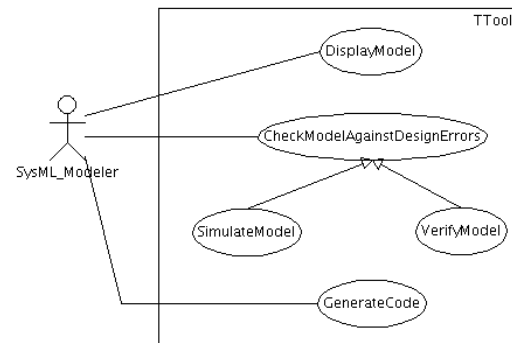 TTool
DisplayModel
CheckModelAgainstDesignErrors
SysML_Modeler
SimulateModel
VerifyModel
GenerateCode